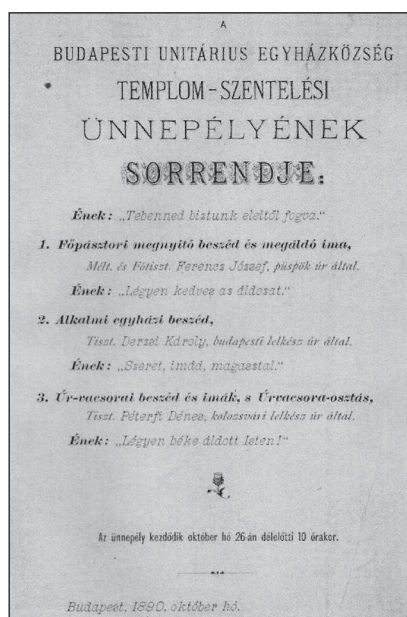 A
BUDAPESTI UNITÁRIUS EGYHÁZKÖZSÉG
TEMPLOM-SZENTELÉSI
ÜNNEPÉLYÉNEK
SORRENDJE:
Ének: „Tebenned biztunk eleitől fogva.“
1. Főpásztori megnyitó beszéd és megáldó ima,
Mélt. és Főtiszt. Ferencz József, püspök úr által.
Ének: „Légyen kedves az áldozat.“
2. Alkalmi egyházi beszéd,
Tiszt. Derzsi Károly, budapesti lelkész úr által.
Ének: „Szeret, imád, magasztal.“
3. Úr-vacsorai beszéd és imák, s Úrvacsora-osztás,
Tiszt. Péterfi Dénes, kolozsvári lelkész úr által.
Ének: „Légyen béke áldott Isten!“
Az ünnepély kezdődik október hó 26-án délelőtti 10 órakor.
Budapest, 1890. október hó.